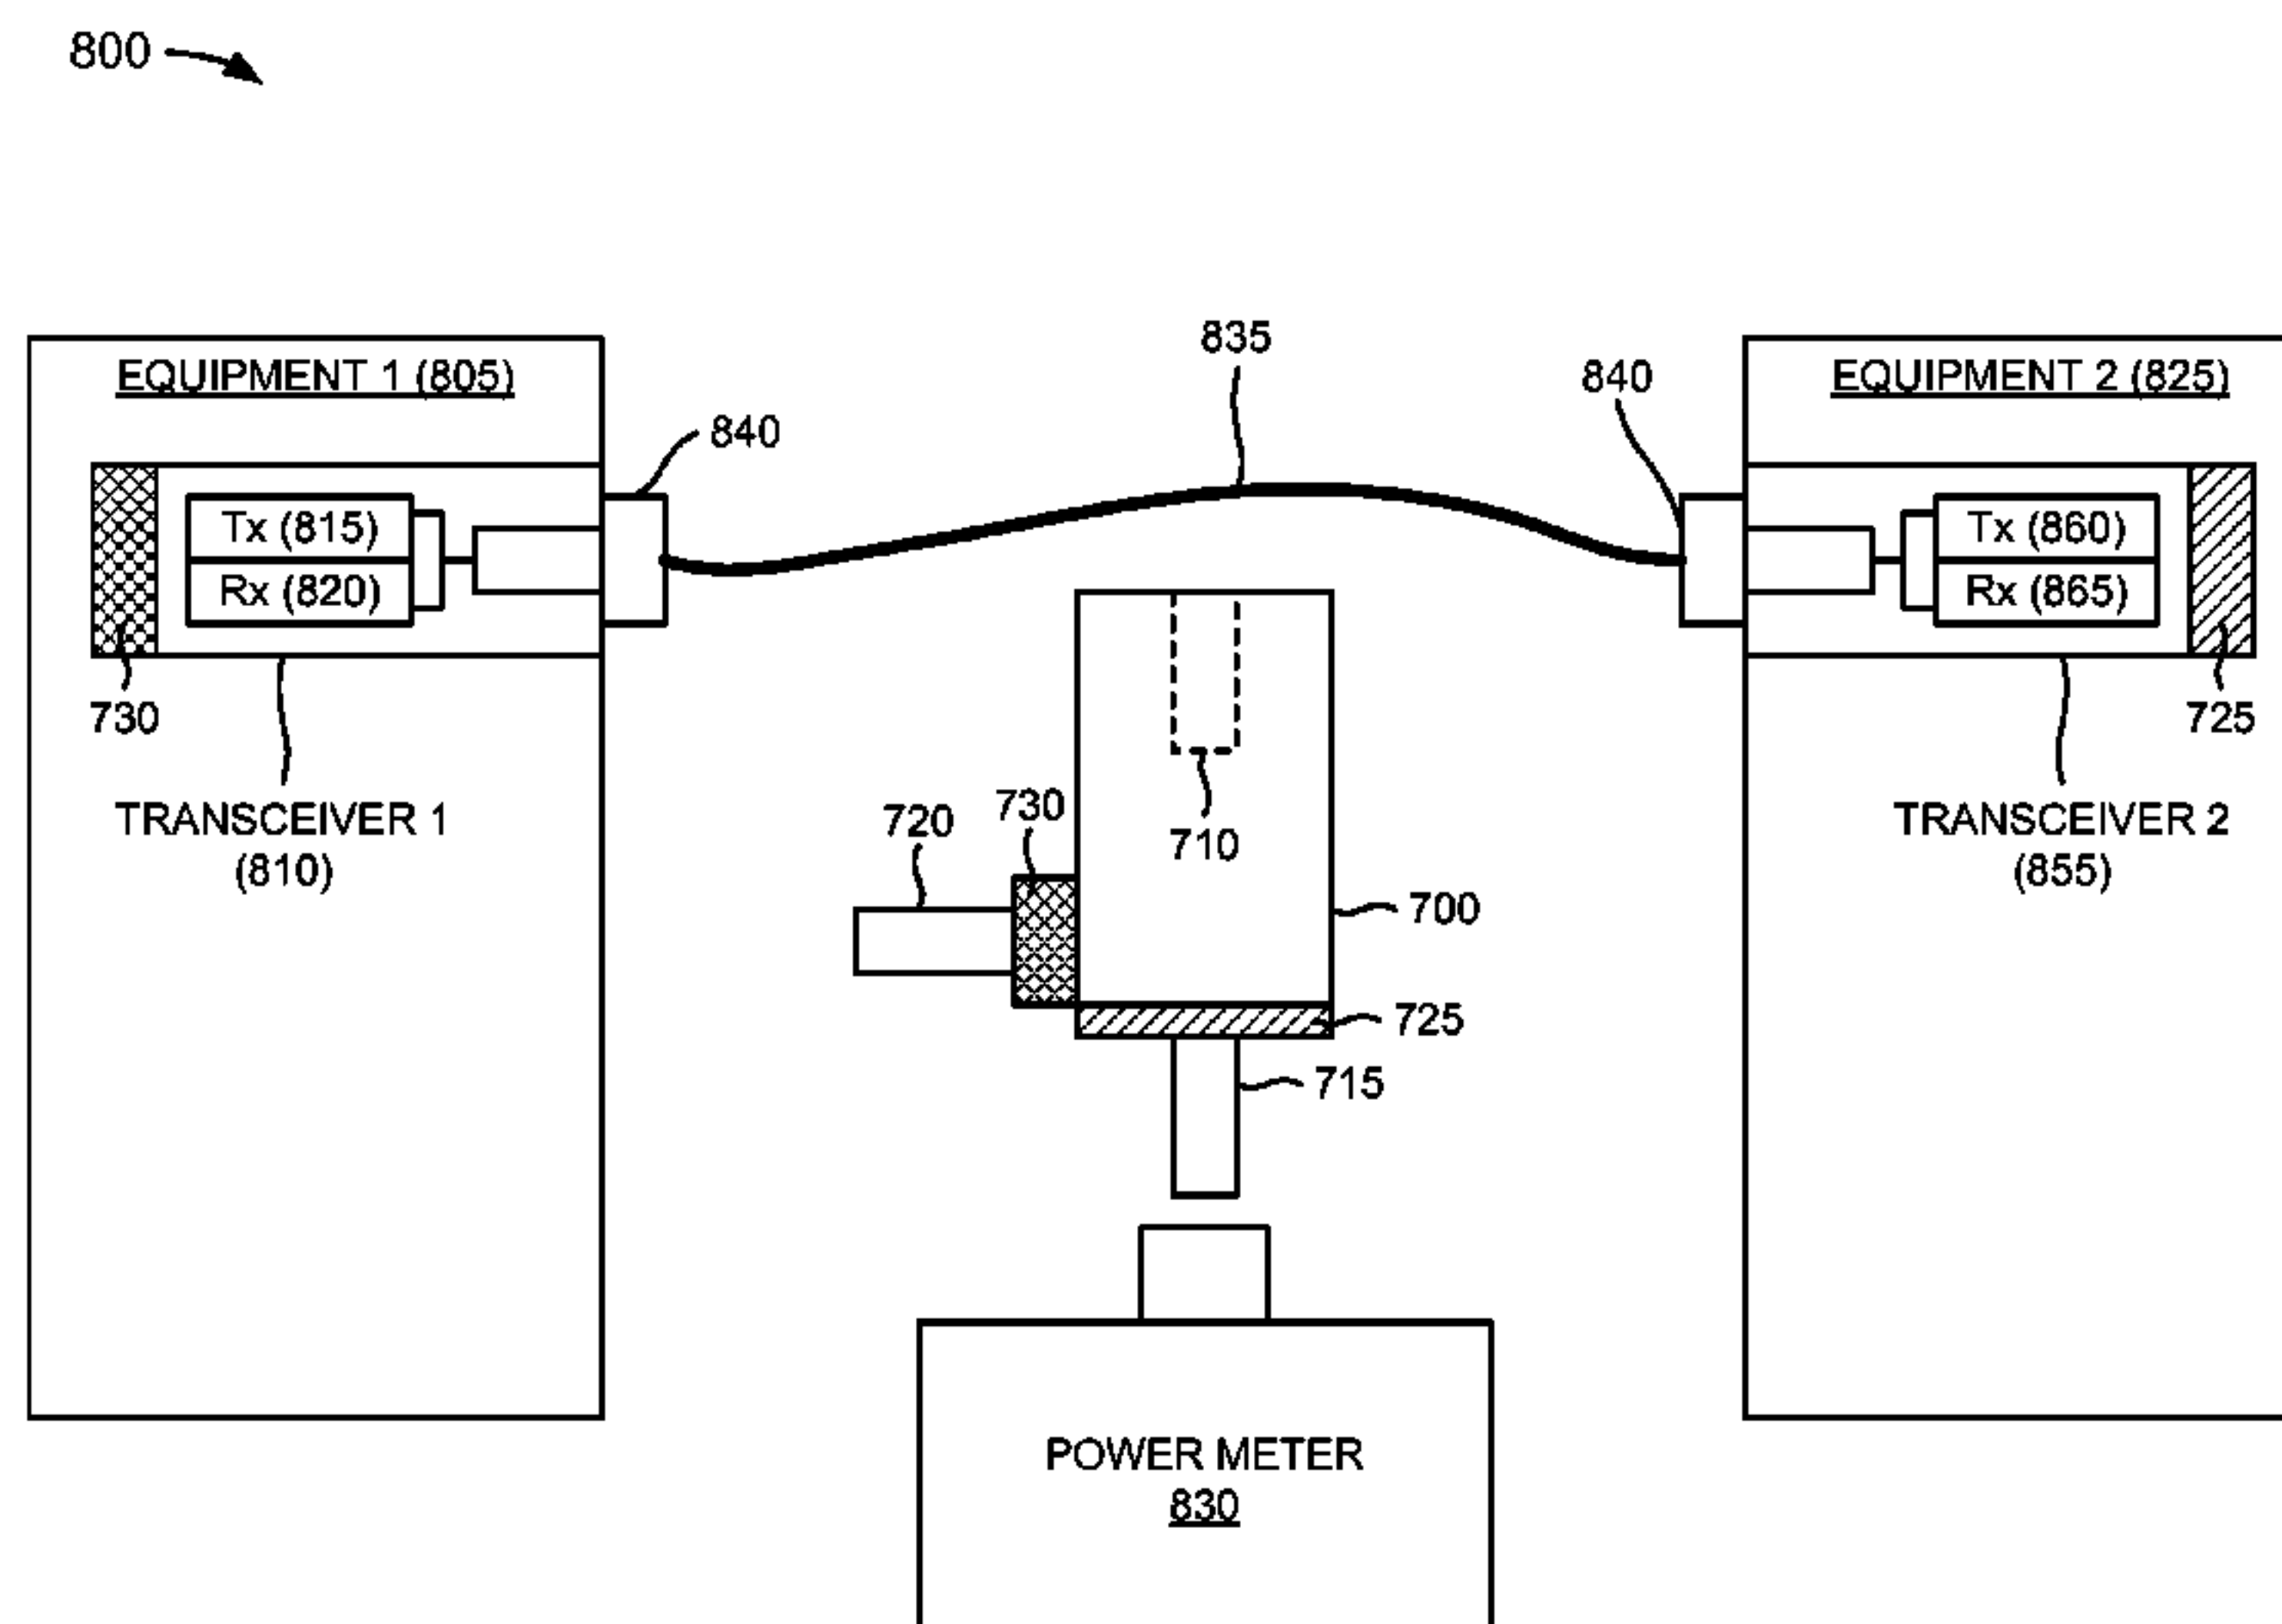 800
835
EQUIPMENT 1 (805)
840
EQUIPMENT 2 (825)
840
Tx (815)
Rx (820)
Tx (860)
Rx (865)
730
725
TRANSCEIVER 1
(810)
720
730
710
TRANSCEIVER 2
(855)
700
725
715
POWER METER
830